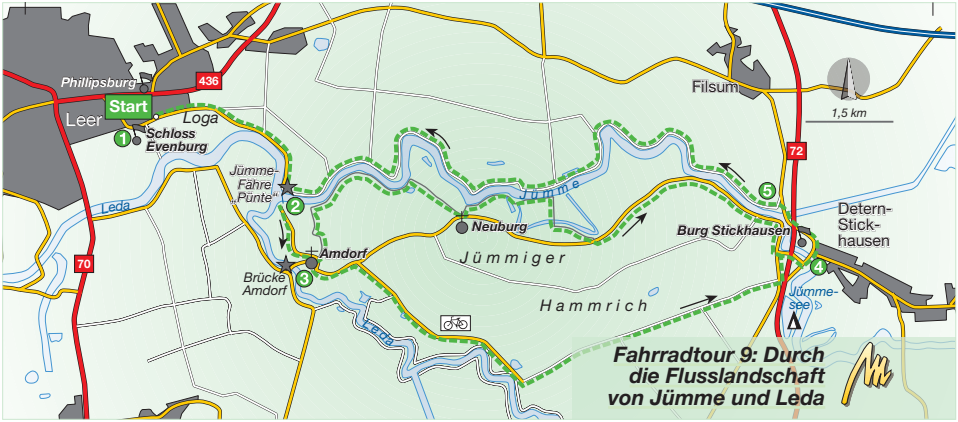 Phillipsburg
436
Start
Leer
Loga
1
Schloss
Evenburg
Filsum
1,5 km
72
Jümme-
Fähre
„Pünte“
2
Jümme
5
Leda
Neuburg
Burg Stickhausen
Detern-
Stick-
hausen
Amdorf
Jümmiger
4
70
Brücke
Amdorf
3
Jümme-
see
Hammrich
Leda
Fahrradtour 9: Durch
die Flusslandschaft
von Jümme und Leda